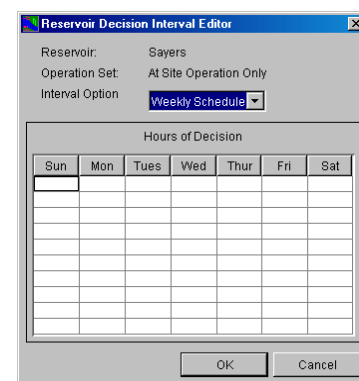 Reservoir Decision Interval Editor
Reservoir: Sayers
Operation Set: At Site Operation Only
Interval Option Weekly Schedule
Hours of Decision
Sun Mon Tues Wed Thur Fri Sat
OK Cancel